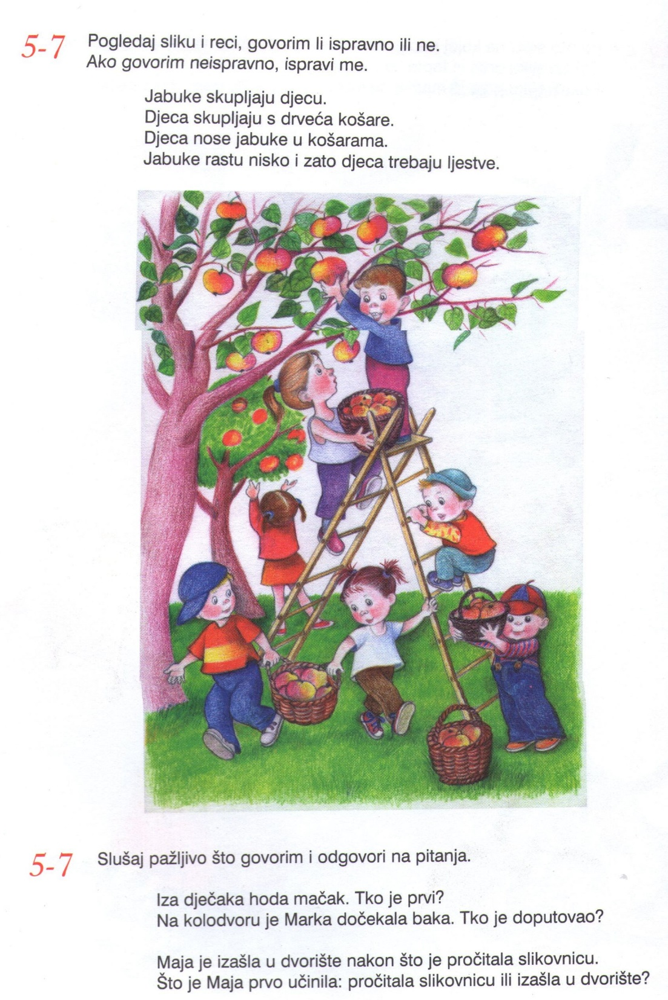 5-7 Pogledaj sliku i reci, govorim li ispravno ili ne.
Ako govorim neispravno, ispravi me.
Jabuke skupljaju djecu.
Djeca skupljaju s drveća košare.
Djeca nose jabuke u košarama.
Jabuke rastu nisko i zato djeca trebaju ljestve.
5-7 Slušaj pažljivo što govorim i odgovori na pitanja.
Iza dječaka hoda mačak. Tko je prvi?
Na kolodvoru je Marka dočekala baka. Tko je doputovao?
Maja je izašla u dvorište nakon što je pročitala slikovnicu.
Što je Maja prvo učinila: pročitala slikovnicu ili izašla u dvorište?